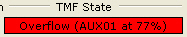 TMF State
Overflow (AUX01 at 77%)